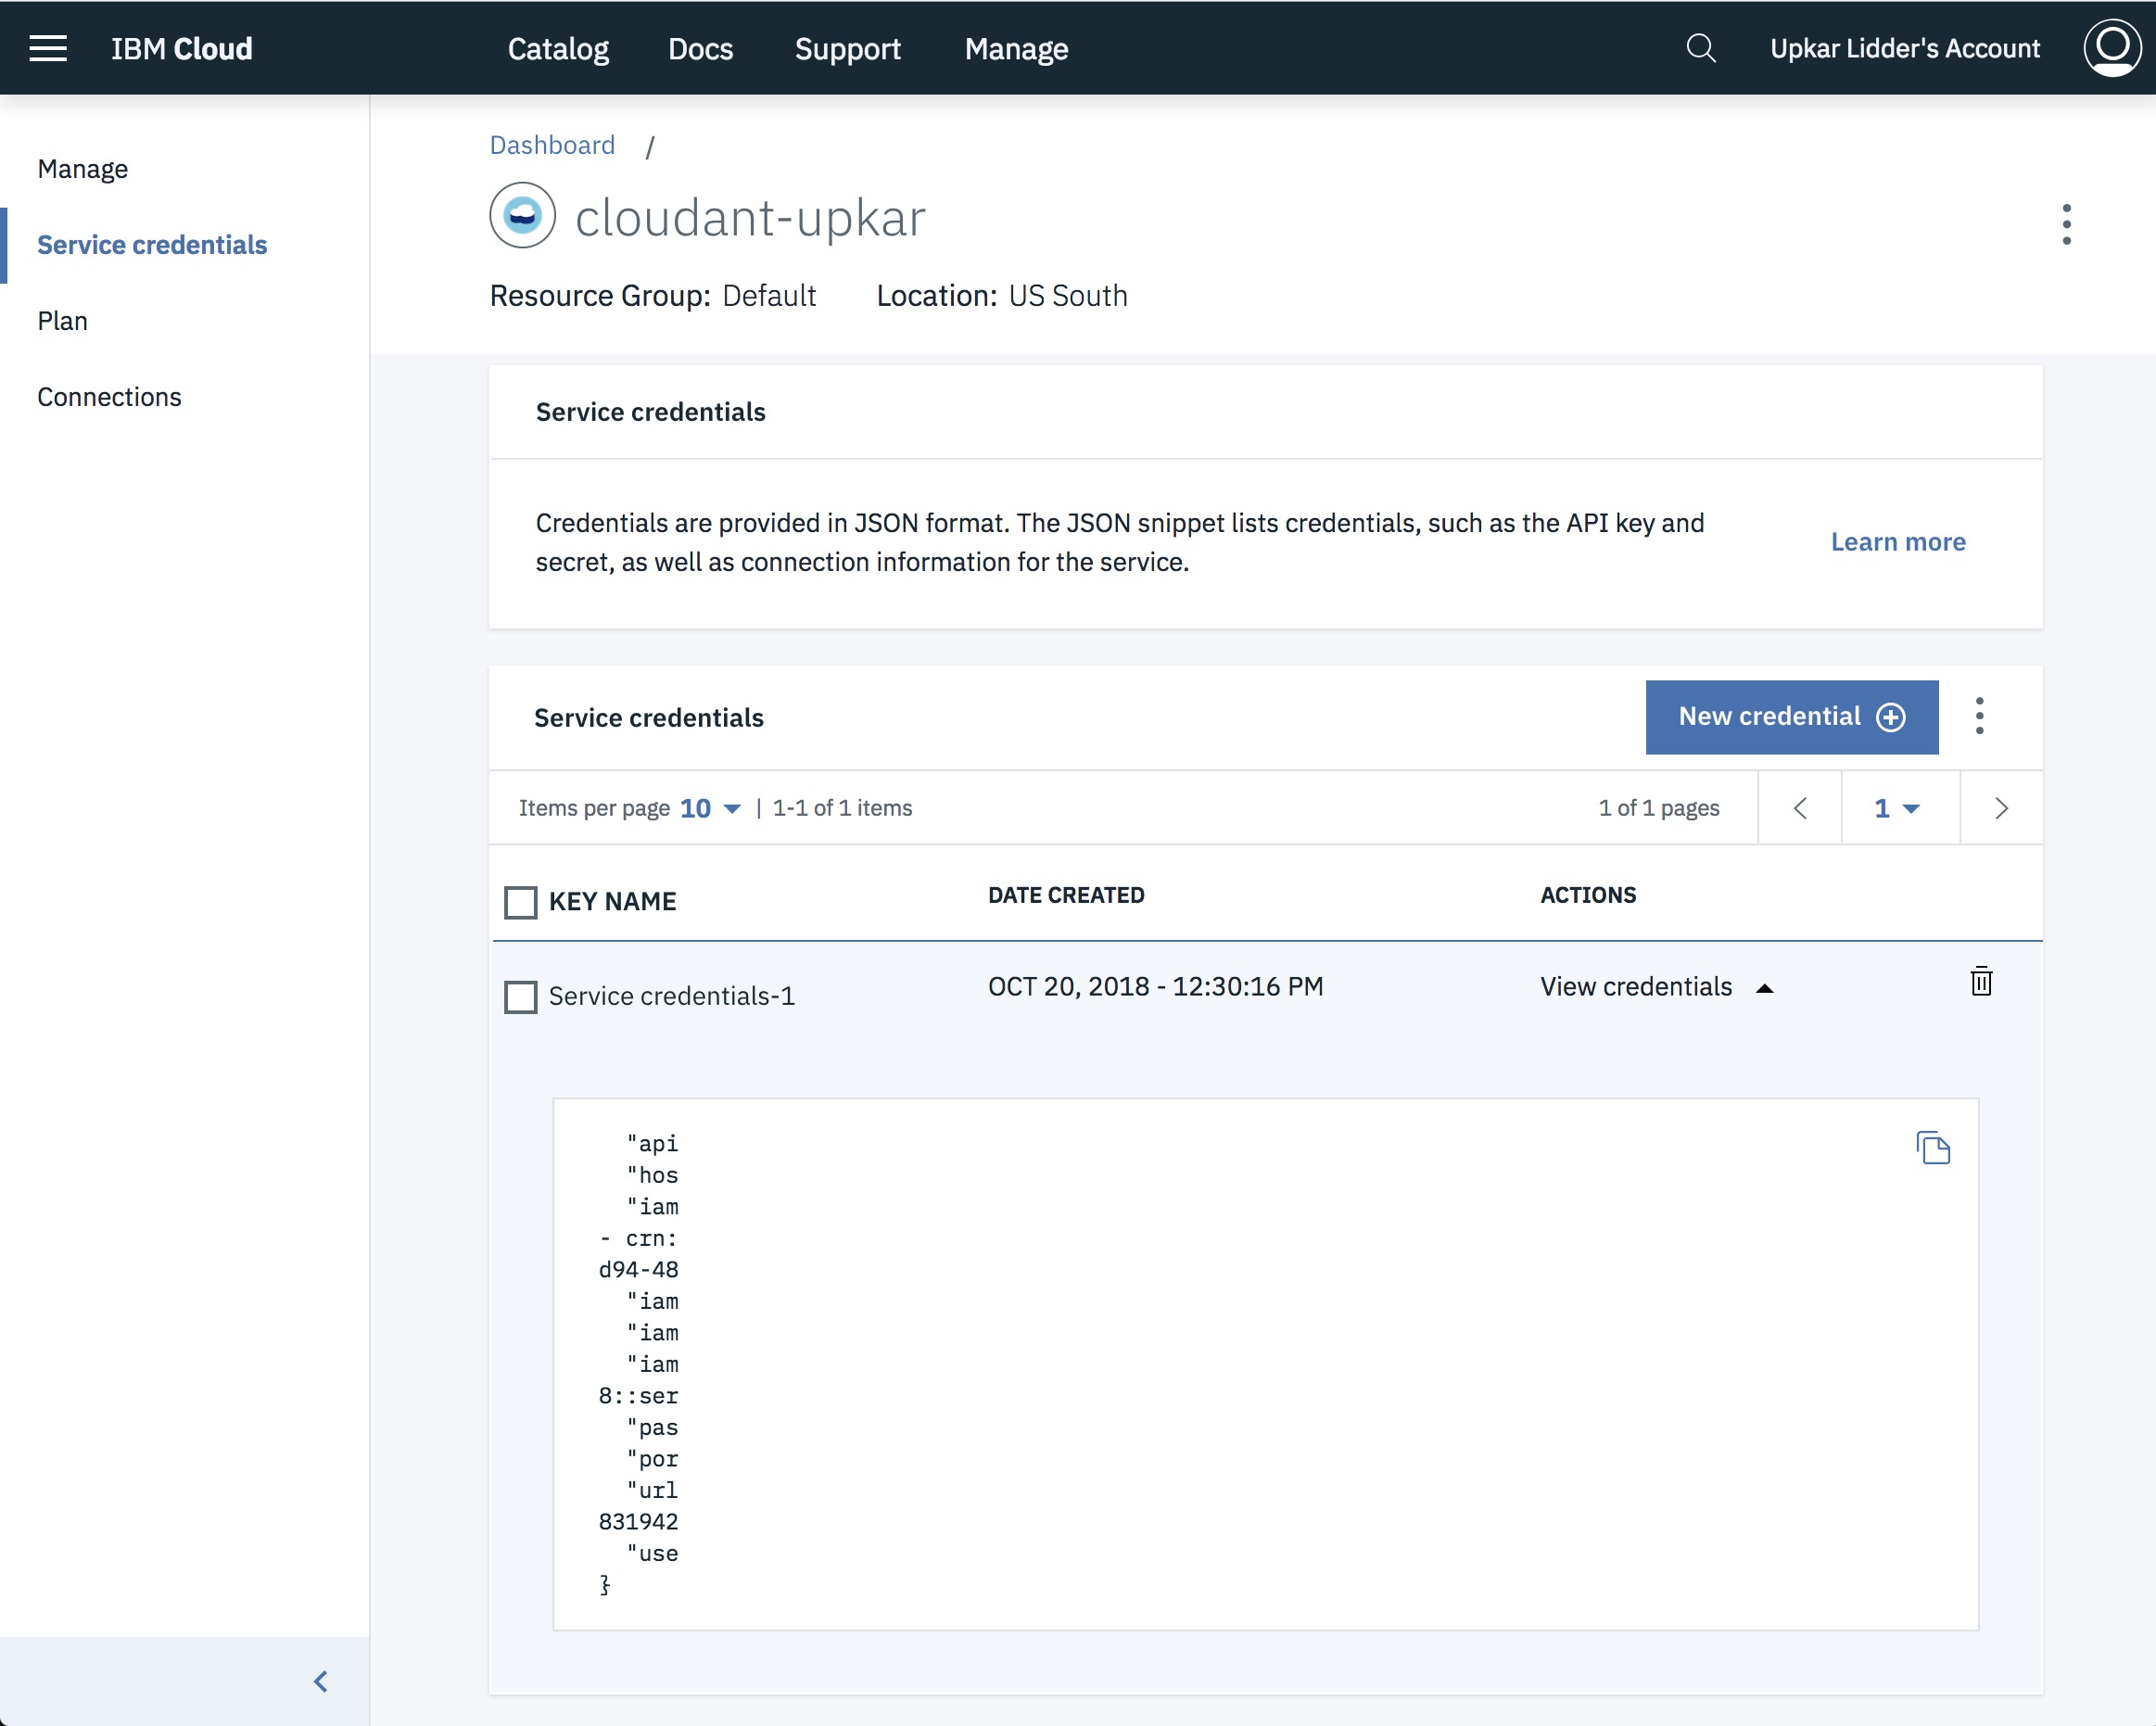 IBM Cloud Catalog Docs Support Manage Upkar Lidder's Account
Manage
Service credentials
Plan
Connections
Dashboard /
cloudant-upkar
Resource Group: Default Location: US South
Service credentials
Credentials are provided in JSON format. The JSON snippet lists credentials, such as the API key and
secret, as well as connection information for the service.
Learn more
Service credentials New credential
Items per page 10 | 1-1 of 1 items 1 of 1 pages 1
KEY NAME DATE CREATED ACTIONS
Service credentials-1 OCT 20, 2018 - 12:30:16 PM View credentials
"api
"hos
"iam
- crn:
d94-48
"iam
"iam
"iam
8::ser
"pas
"por
"url
831942
"use
}